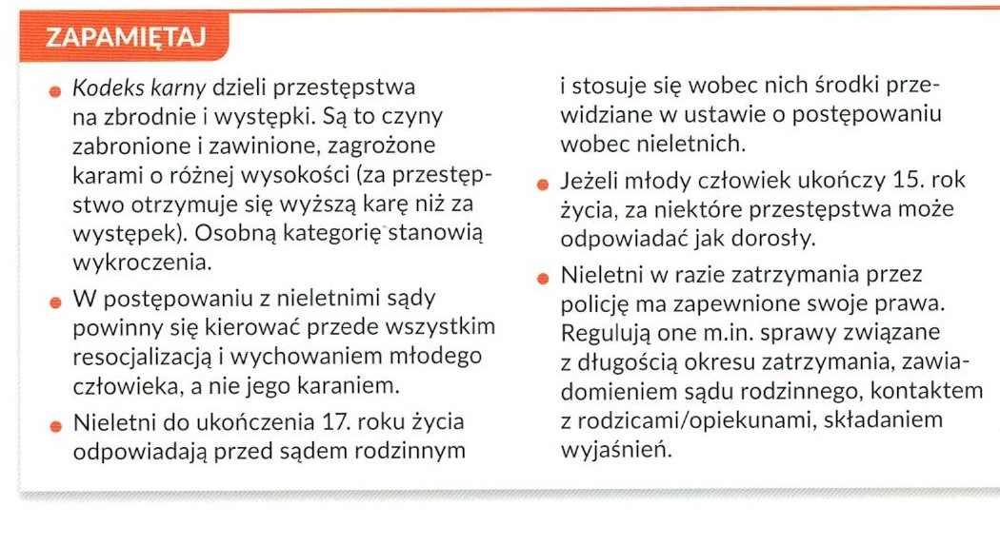 ZAPAMIĘTAJ
Kodeks karny dzieli przestępstwa
na zbrodnie i występki. Są to czyny
zabronione i zawinione, zagrożone
karami o różnej wysokości (za przestęp-
stwo otrzymuje się wyższą karę niż za
występek). Osobną kategorię stanowią
wykroczenia.
W postępowaniu z nieletnimi sądy
powinny się kierować przede wszystkim
resocjalizacją i wychowaniem młodego
człowieka, a nie jego karaniem.
Nieletni do ukończenia 17. roku życia
odpowiadają przed sądem rodzinnym
i stosuje się wobec nich środki prze-
widziane w ustawie o postępowaniu
wobec nieletnich.
Jeżeli młody człowiek ukończy 15. rok
życia, za niektóre przestępstwa może
odpowiadać jak dorosły.
Nieletni w razie zatrzymania przez
policję ma zapewnione swoje prawa.
Regulują one m.in. sprawy związane
z długością okresu zatrzymania, zawia-
domieniem sądu rodzinnego, kontaktem
z rodzicami/opiekunami, składaniem
wyjaśnień.